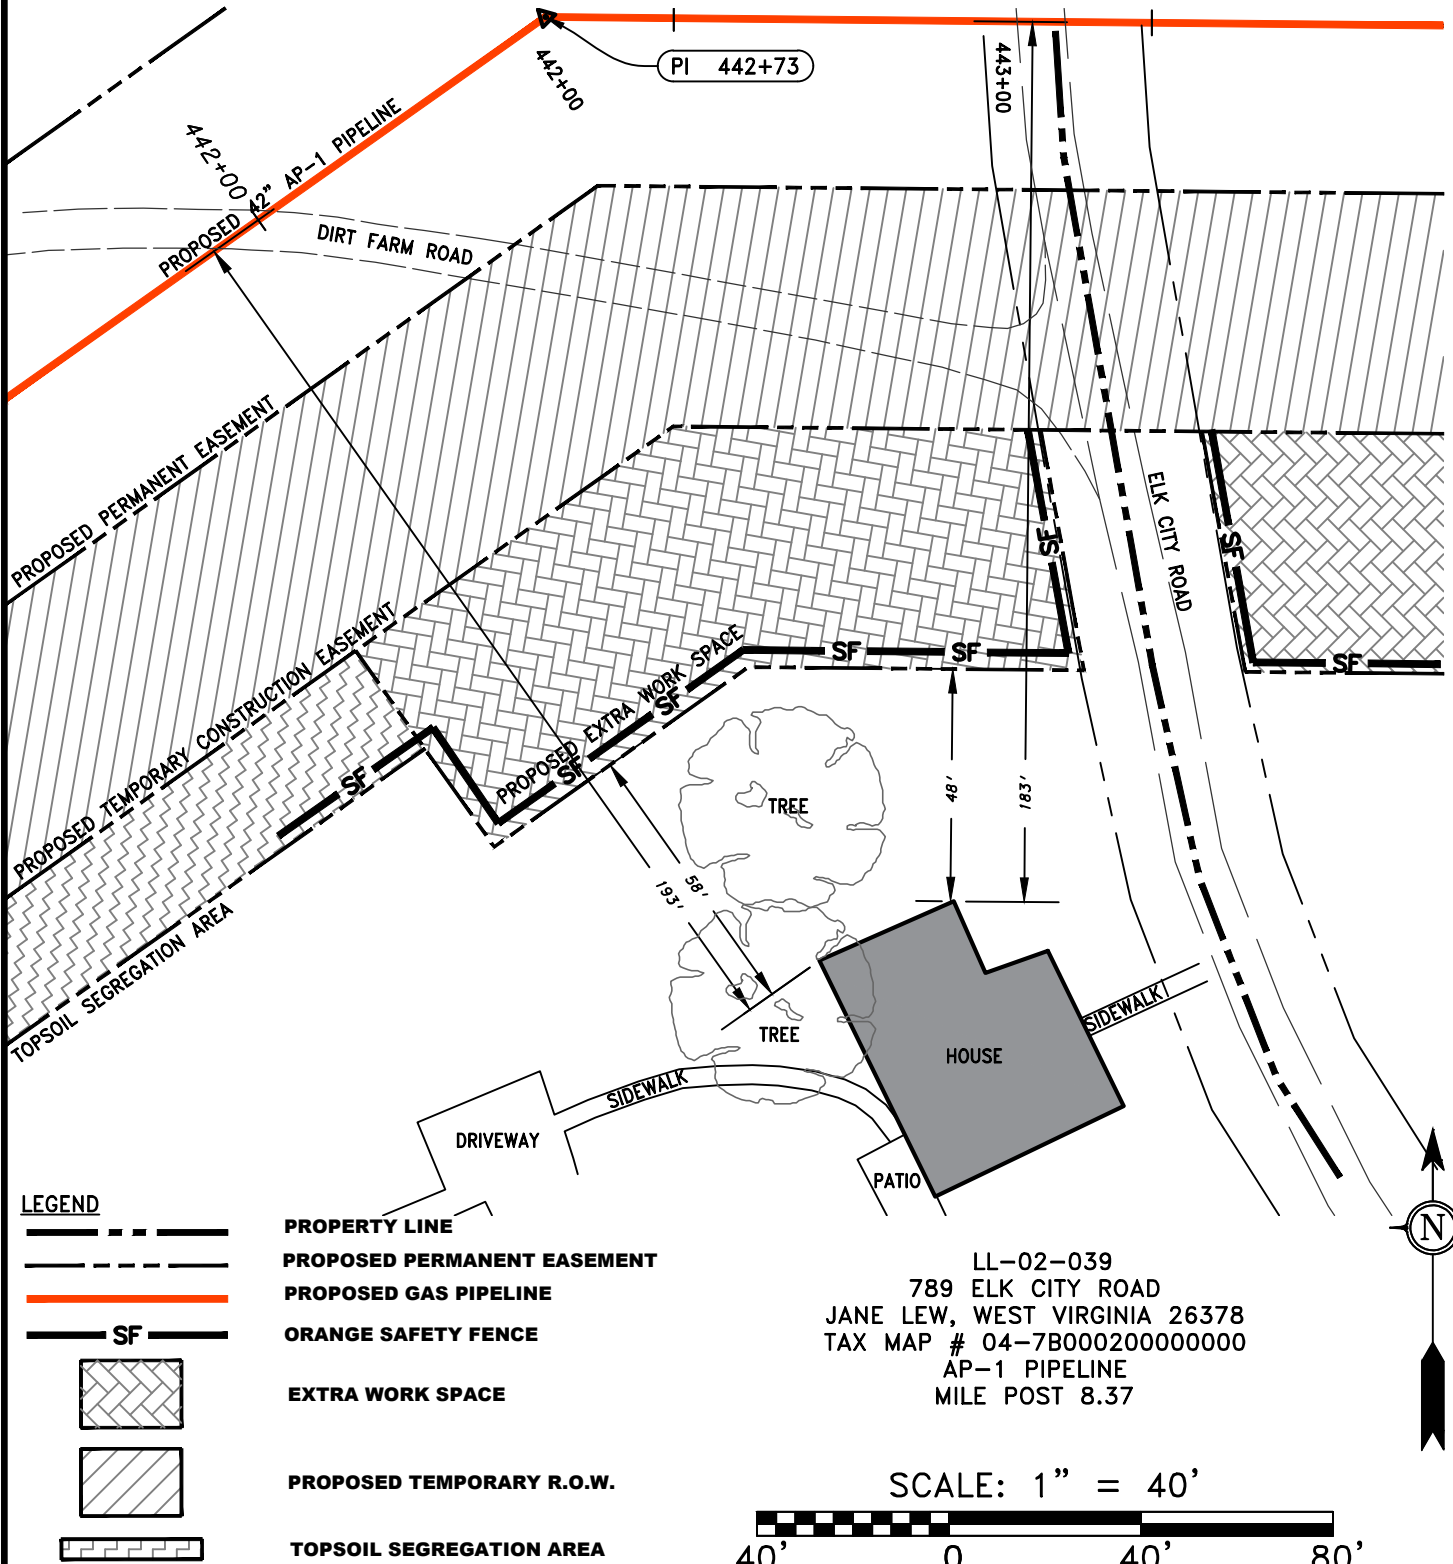 442+00
PI 442+73
443+00
442+00
PROPOSED 42" AP-1 PIPELINE
DIRT FARM ROAD
PROPOSED PERMANENT EASEMENT
ELK CITY ROAD
SF
SF
PROPOSED TEMPORARY CONSTRUCTION EASEMENT
PROPOSED EXTRA WORK SPACE
SF
SF
SF
SF
SF
SF
TREE
48'
183'
58'
193'
TOPSOIL SEGREGATION AREA
TREE
HOUSE
SIDEWALK
SIDEWALK
DRIVEWAY
PATIO
LEGEND
PROPERTY LINE
PROPOSED PERMANENT EASEMENT
PROPOSED GAS PIPELINE
SF ORANGE SAFETY FENCE
EXTRA WORK SPACE
PROPOSED TEMPORARY R.O.W.
TOPSOIL SEGREGATION AREA
N
LL-02-039
789 ELK CITY ROAD
JANE LEW, WEST VIRGINIA 26378
TAX MAP # 04-7B000200000000
AP-1 PIPELINE
MILE POST 8.37
SCALE: 1" = 40'
40' 0 40' 80'